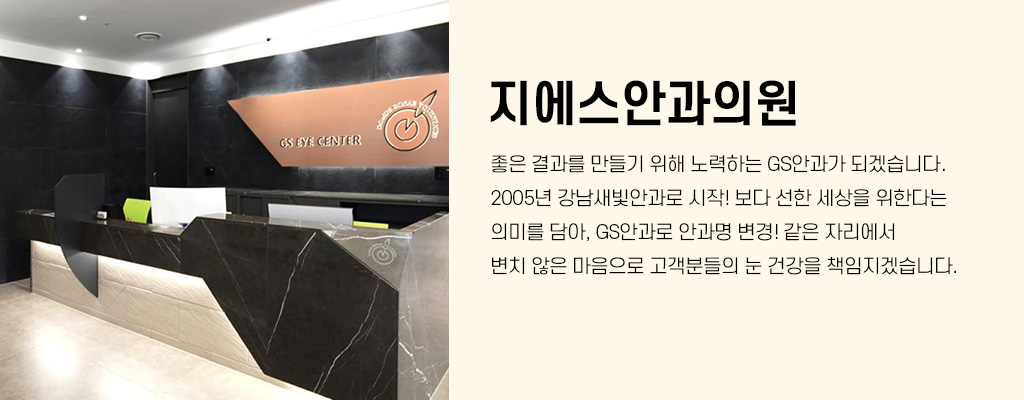 GS EYE CENTER
지에스안과의원
좋은 결과를 만들기 위해 노력하는 GS안과가 되겠습니다.
2005년 강남새빛안과로 시작! 보다 선한 세상을 위한다는
의미를 담아, GS안과로 안과명 변경! 같은 자리에서
변치 않은 마음으로 고객분들의 눈 건강을 책임지겠습니다.